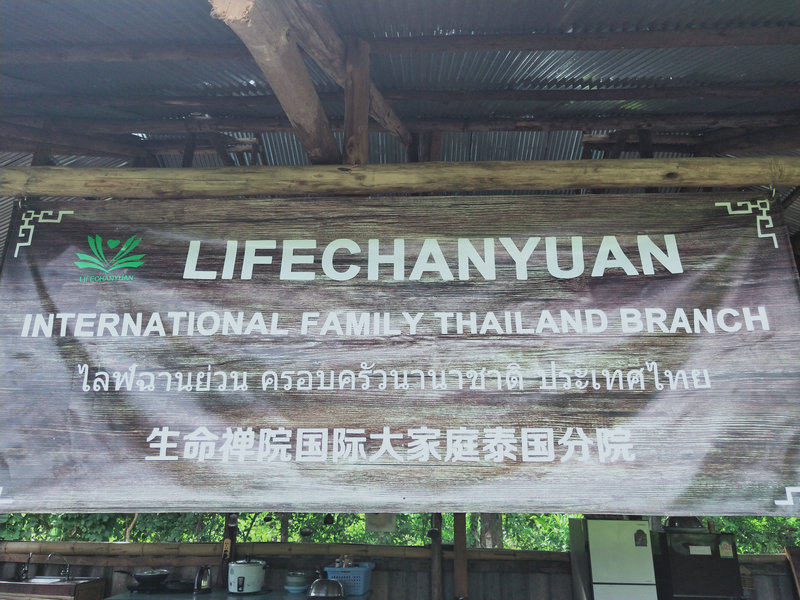 LIFECHANYUAN
LIFECHANYUAN
INTERNATIONAL FAMILY THAILAND BRANCH
ไลฟ์ฉานย่วน ครอบครัวนานาชาติ ประเทศไทย
生命禅院国际大家庭泰国分院